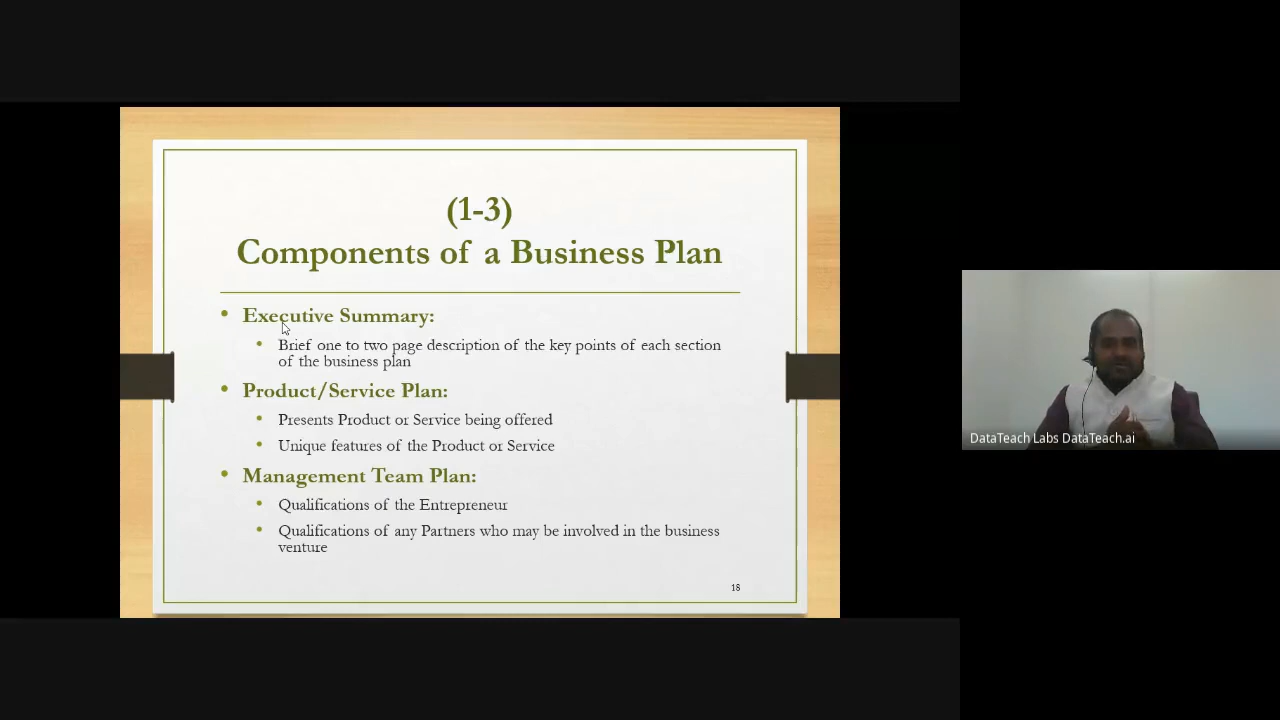 (1-3)
Components of a Business Plan
• Executive Summary:
• Brief one to two page description of the key points of each section
of the business plan
• Product/Service Plan:
• Presents Product or Service being offered
• Unique features of the Product or Service
• Management Team Plan:
• Qualifications of the Entrepreneur
• Qualifications of any Partners who may be involved in the business
venture
18
DataTeach Labs DataTeach.ai